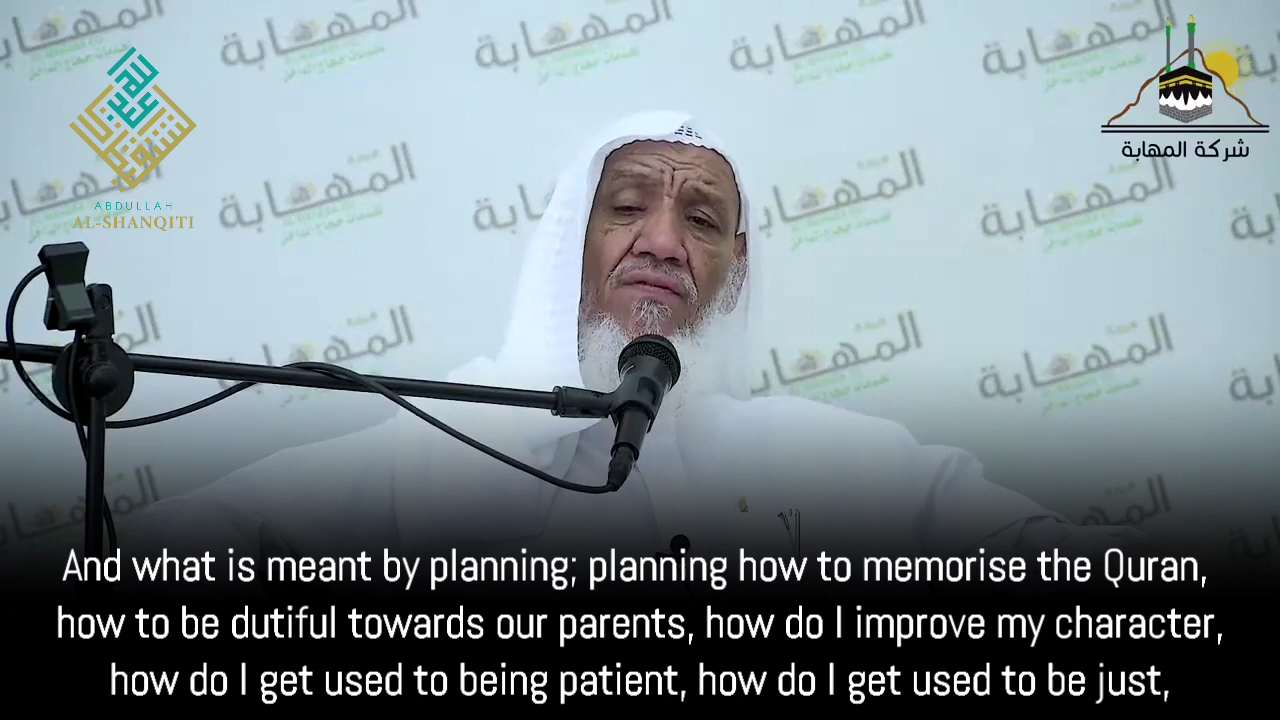 المهابة
ABDULLAH
AL-SHANQITI
شركة المهابة
And what is meant by planning; planning how to memorise the Quran,
how to be dutiful towards our parents, how do I improve my character,
how do I get used to being patient, how do I get used to be just,